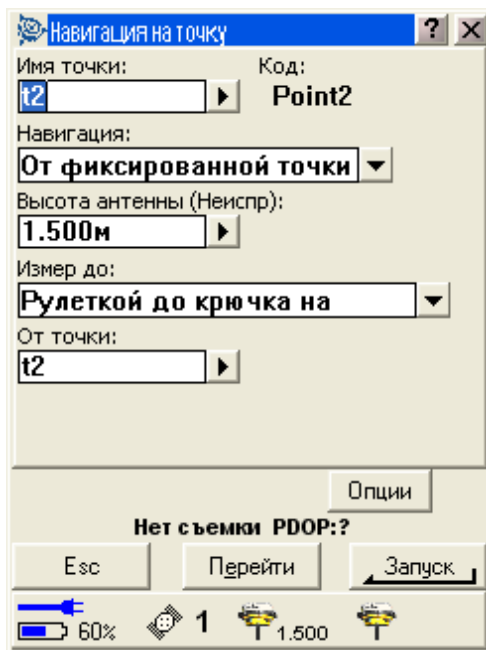 Навигация на точку ? ×
Имя точки: Код:
t2 Point2
Навигация:
От фиксированной точки
Высота антенны (Неиспр):
1.500м
Измер до:
Рулеткой до крючка на
От точки:
t2
Опции
Нет съемки PDOP:?
Esc Перейти Запуск
60% 1 1.500